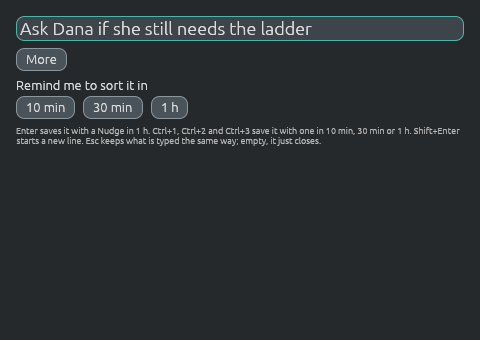 Ask Dana if she still needs the ladder
More
Remind me to sort it in
10 min 30 min 1 h
Enter saves it with a Nudge in 1 h. Ctrl+1, Ctrl+2 and Ctrl+3 save it with one in 10 min, 30 min or 1 h. Shift+Enter
starts a new line. Esc keeps what is typed the same way; empty, it just closes.